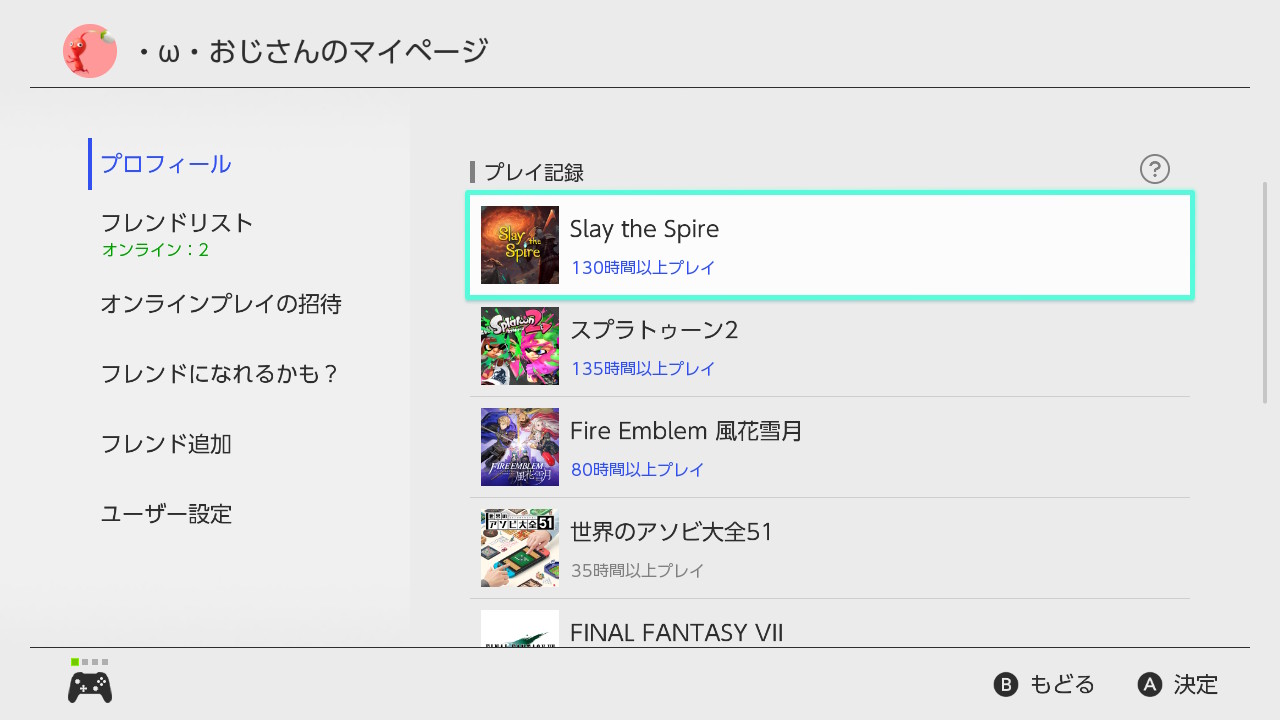 ・ω・おじさんのマイページ
プロフィール
フレンドリスト
オンライン：2
オンラインプレイの招待
フレンドになれるかも？
フレンド追加
ユーザー設定
プレイ記録
?
Slay the Spire
Slay the Spire
130時間以上プレイ
Splatoon 2
スプラトゥーン2
135時間以上プレイ
FIRE EMBLEM
風花雪月
Fire Emblem 風花雪月
80時間以上プレイ
世界の
アソビ大全51
世界のアソビ大全51
35時間以上プレイ
FINAL FANTASY VII
B もどる
A 決定